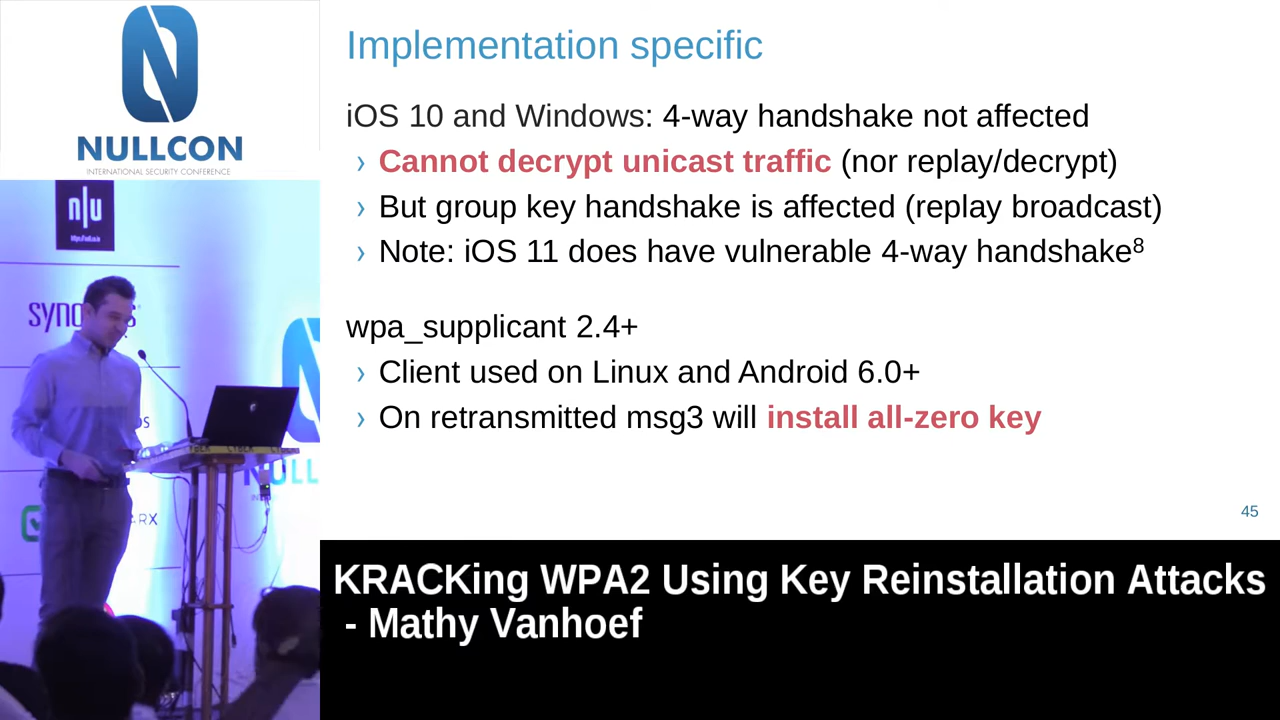 NULLCON
INTERNATIONAL SECURITY CONFERENCE
n|u
Implementation specific
iOS 10 and Windows: 4-way handshake not affected
› Cannot decrypt unicast traffic (nor replay/decrypt)
› But group key handshake is affected (replay broadcast)
› Note: iOS 11 does have vulnerable 4-way handshake⁸
wpa_supplicant 2.4+
› Client used on Linux and Android 6.0+
› On retransmitted msg3 will install all-zero key
45
KRACKing WPA2 Using Key Reinstallation Attacks
- Mathy Vanhoef